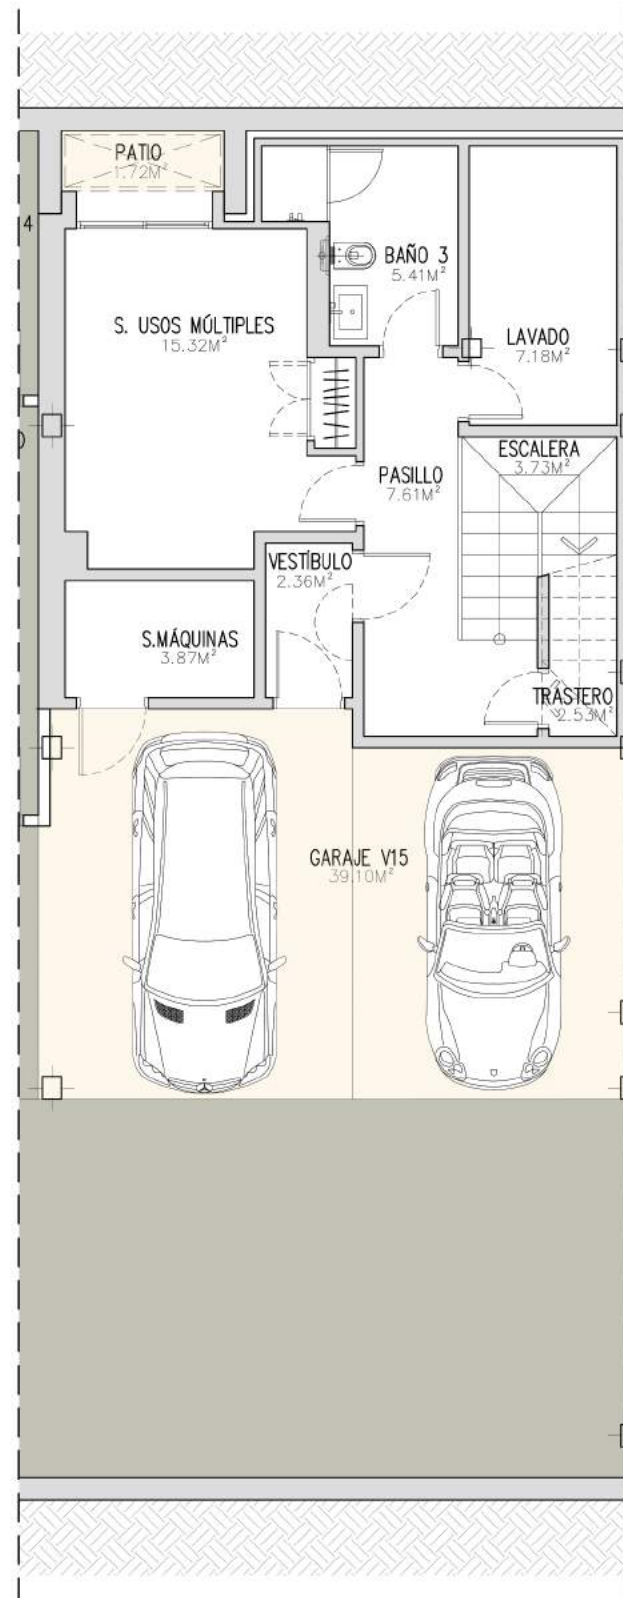 PATIO
1.72M²
4
BAÑO 3
5.41M²
S. USOS MÚLTIPLES
15.32M²
LAVADO
7.18M²
ESCALERA
3.73M²
PASILLO
7.61M²
VESTÍBULO
2.36M²
S.MÁQUINAS
3.87M²
TRASTERO
2.53M²
GARAJE V15
39.10M²